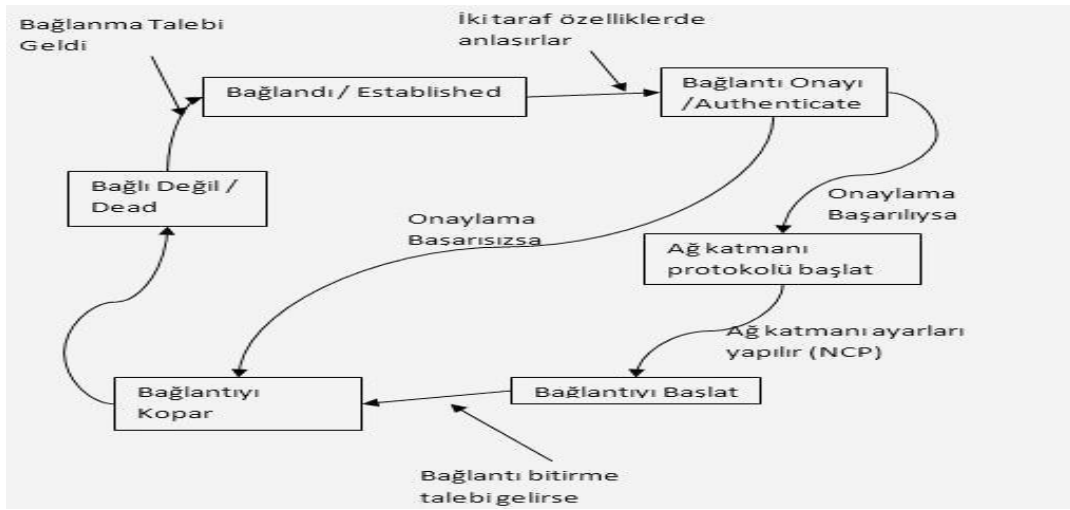 Bağlanma Talebi
Geldi
İki taraf özelliklerde
anlaşırlar
Bağlandı / Established
Bağlantı Onayı
/Authenticate
Bağlı Değil /
Dead
Onaylama
Başarısızsa
Onaylama
Başarılıysa
Ağ katmanı
protokolü başlat
Ağ katmanı ayarları
yapılır (NCP)
Bağlantıyı
Kopar
Bağlantıyı Başlat
Bağlantı bitirme
talebi gelirse